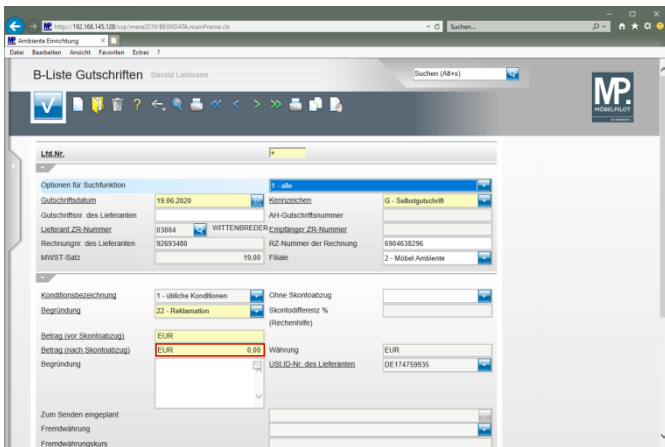 http://192.168.145.128/csp/mese2019/BEWIDATA.mainFrame.cls
Suchen...
Ambiente Einrichtung
Datei Bearbeiten Ansicht Favoriten Extras ?
B-Liste Gutschriften Gerald Lehmann
Suchen (Alt+s)
MP.
MÖBELPILOT
Lfd.Nr. +
Optionen für Suchfunktion 1 - alle
Gutschriftsdatum 19.06.2020 Kennzeichen G - Selbstgutschrift
Gutschriftsnr. des Lieferanten AH-Gutschriftsnummer
Lieferant ZR-Nummer 03004 WITTENBREDER Empfänger ZR-Nummer
Rechnungnr. des Lieferanten 92693480 RZ-Nummer der Rechnung 6904638296
MWST-Satz 19,00 Filiale 2 - Möbel Ambiente
Konditionsbezeichnung 1 - übliche Konditionen Ohne Skontoabzug
Begründung 22 - Reklamation Skontodifferenz %
(Rechenhilfe)
Betrag (vor Skontoabzug) EUR
Betrag (nach Skontoabzug) EUR 0,00 Währung EUR
Begründung USt.ID-Nr. des Lieferanten DE174759935
Zum Senden eingeplant
Fremdwährung
Fremdwährungskurs